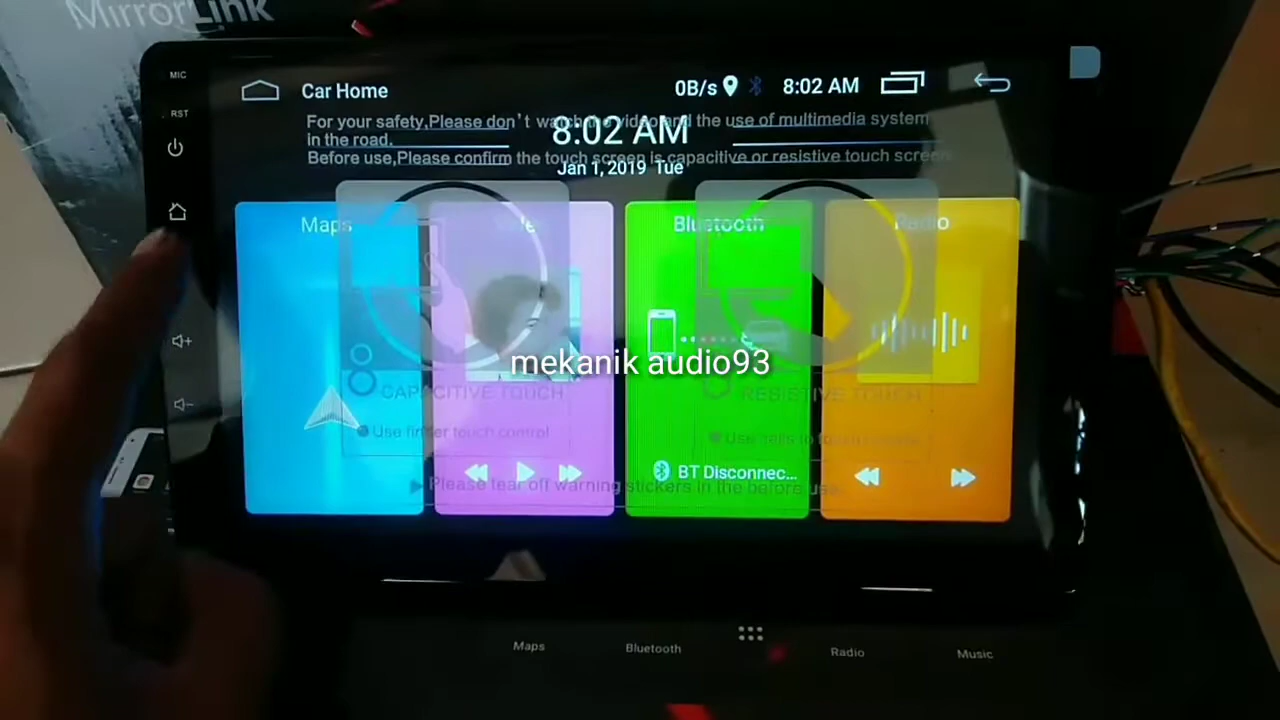 MirrorLink
MIC
RST
Car Home
0B/s
8:02 AM
For your safety,Please don't watch the video and the use of multimedia system
in the road.
8:02 AM
Before use,Please confirm the touch screen is capacitive or resistive touch screen
Jan 1, 2019 Tue
Maps
Bluetooth
Radio
mekanik audio93
CAPACITIVE TOUCH
RESISTIVE TOUCH
Use finger touch control
BT Disconnec...
Please tear off warning stickers in the before use
Maps
Bluetooth
Radio
Music